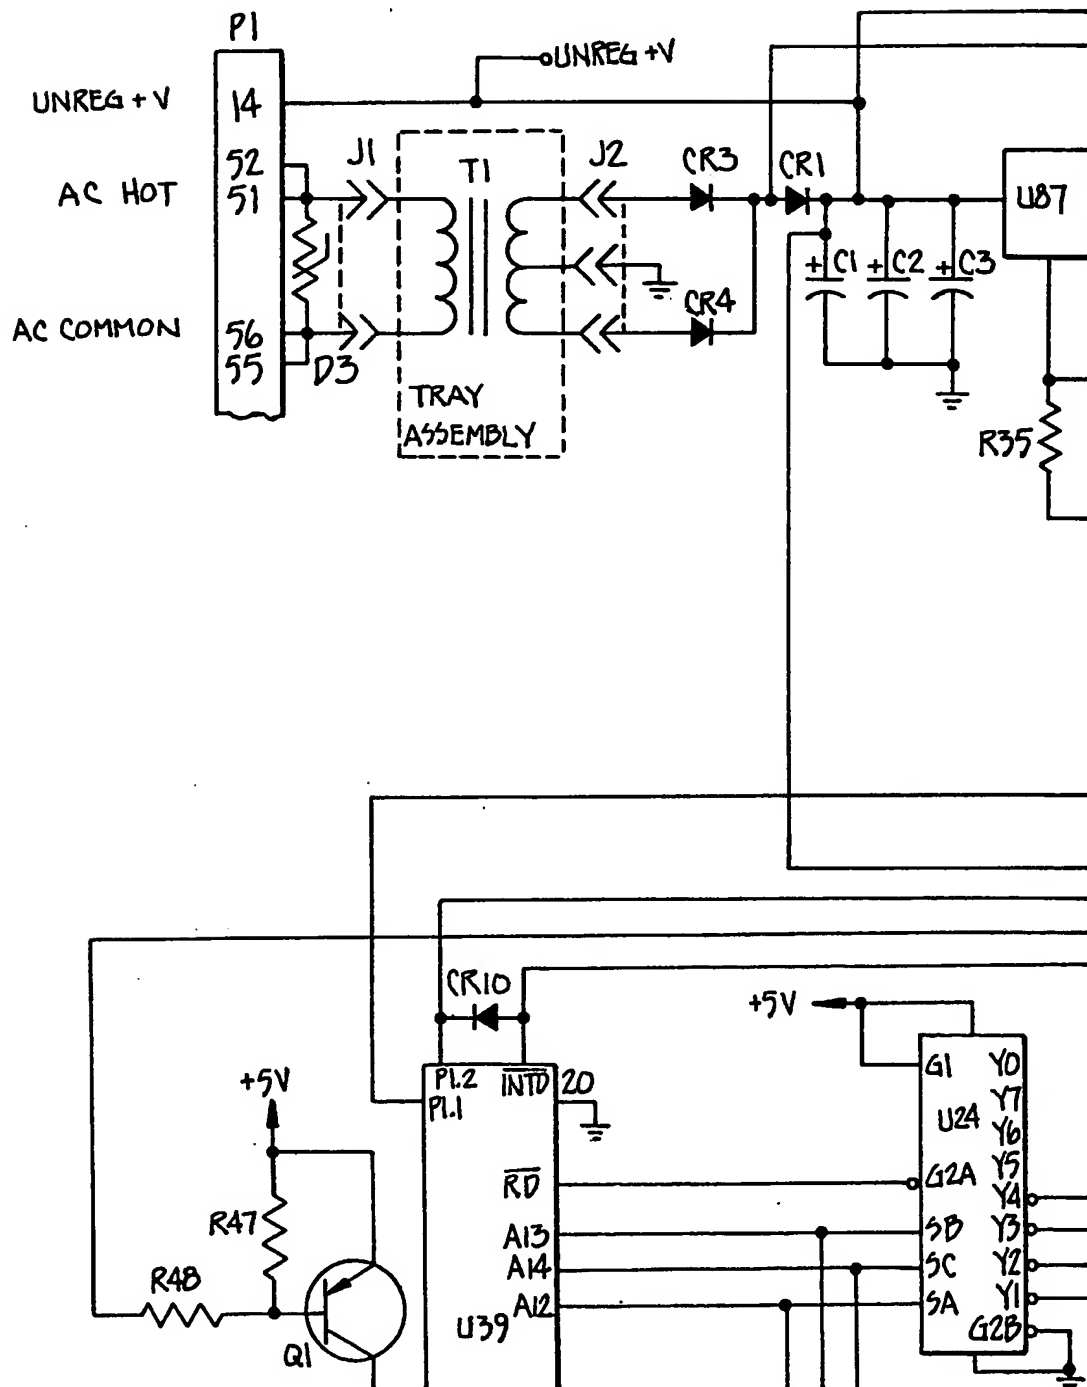 P1
UNREG +V
UNREG + V
14
52
J1
T1
J2
CR3
CR1
AC HOT
51
U87
+ C1
+ C2
+ C3
CR4
AC COMMON
56
55
D3
TRAY
ASSEMBLY
R35
CR10
+5V
+5V
P1.2
INT0
20
P1.1
G1
Y0
Y7
U24
Y6
Y5
RD
G2A
Y4
R47
A13
SB
Y3
A14
SC
Y2
R48
A12
SA
Y1
U39
G2B
Q1